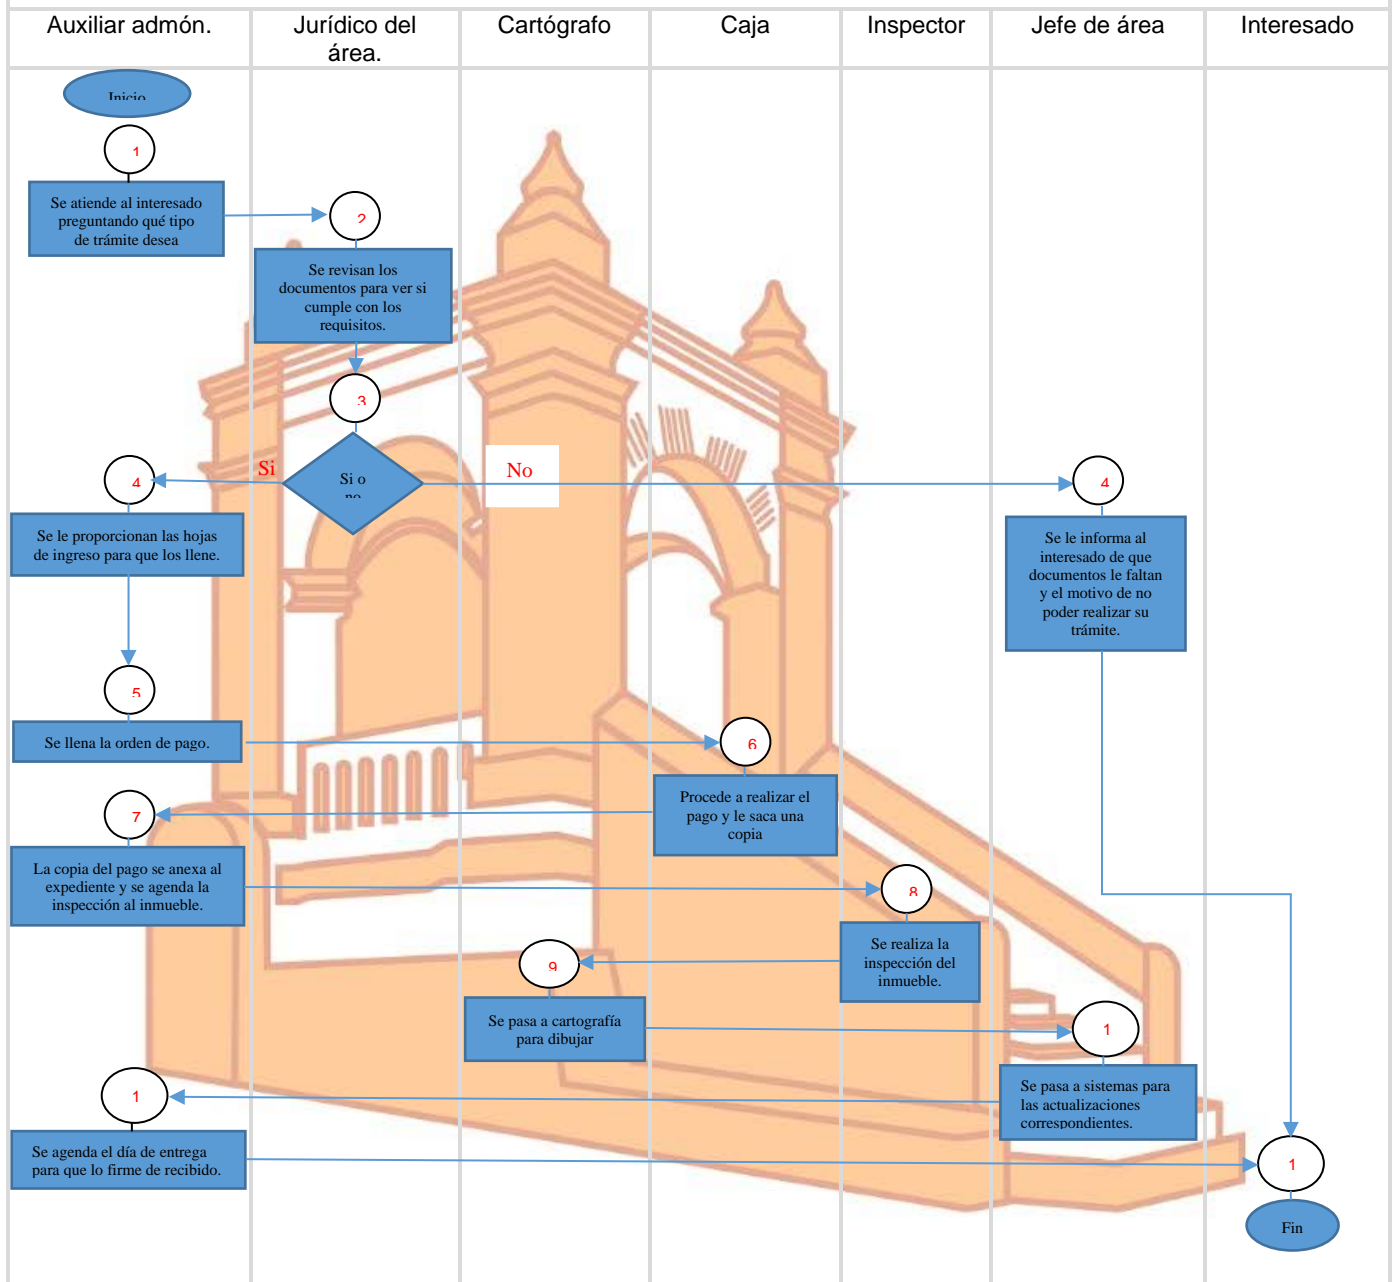 Auxiliar admón.
Jurídico del
área.
Cartógrafo
Caja
Inspector
Jefe de área
Interesado
Inicio
1
Se atiende al interesado
preguntando qué tipo
de trámite desea
2
Se revisan los
documentos para ver si
cumple con los
requisitos.
3
Si
Si o
no
No
4
Se le proporcionan las hojas
de ingreso para que los llene.
4
Se le informa al
interesado de que
documentos le faltan
y el motivo de no
poder realizar su
trámite.
5
Se llena la orden de pago.
6
Procede a realizar el
pago y le saca una
copia
7
La copia del pago se anexa al
expediente y se agenda la
inspección al inmueble.
8
Se realiza la
inspección del
inmueble.
9
Se pasa a cartografía
para dibujar
1
Se pasa a sistemas para
las actualizaciones
correspondientes.
1
Se agenda el día de entrega
para que lo firme de recibido.
1
Fin